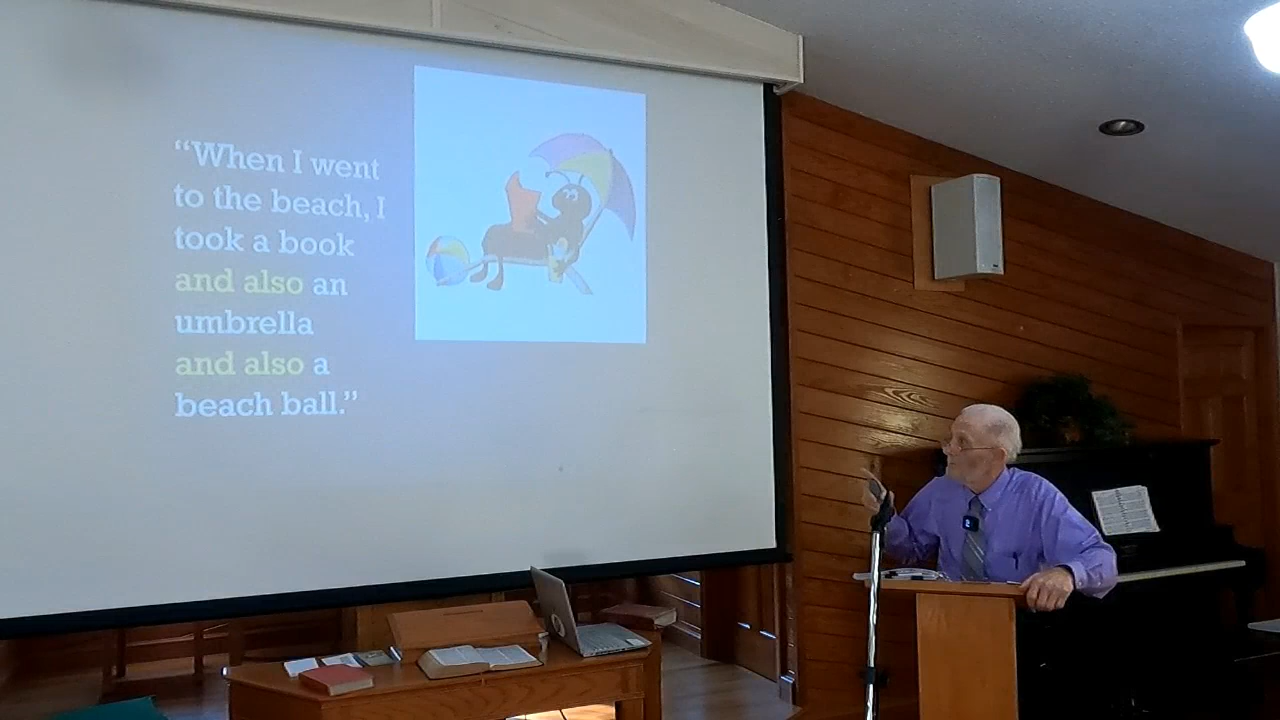 “When I went
to the beach, I
took a book
and also an
umbrella
and also a
beach ball.”